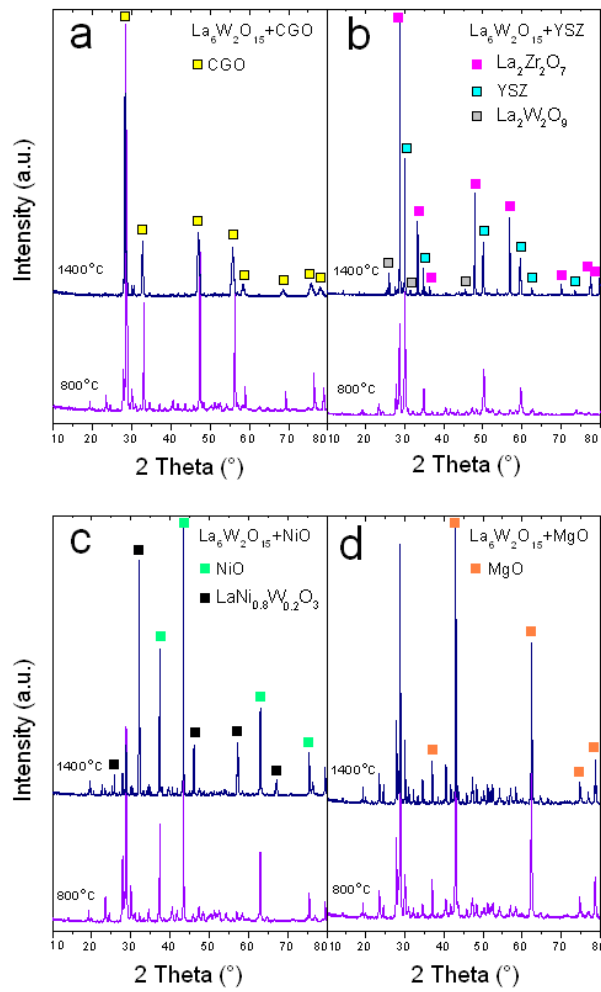 a
La₆W₂O₁₅+CGO
CGO
1400°C
800°C
Intensity (a.u.)
10 20 30 40 50 60 70 80
2 Theta (°)
b
La₆W₂O₁₅+YSZ
La₂Zr₂O₇
YSZ
La₂W₂O₉
1400°C
800°C
10 20 30 40 50 60 70 80
2 Theta (°)
c
La₆W₂O₁₅+NiO
NiO
LaNi₀.₈W₀.₂O₃
1400°C
800°C
Intensity (a.u.)
10 20 30 40 50 60 70 80
2 Theta (°)
d
La₆W₂O₁₅+MgO
MgO
1400°C
800°C
10 20 30 40 50 60 70 80
2 Theta (°)